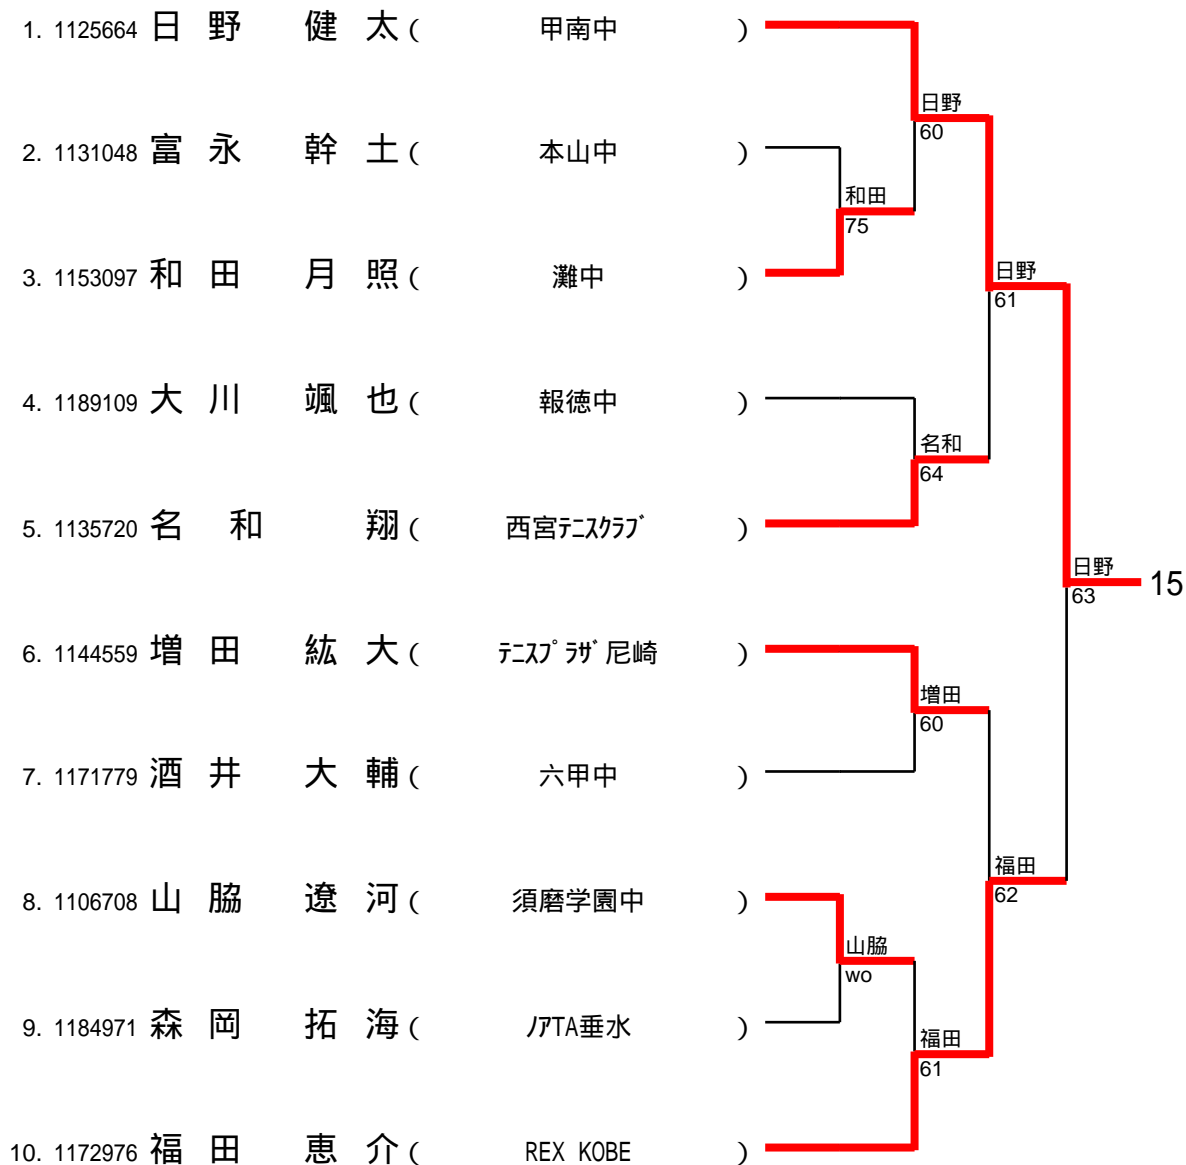 1. 1125664 日野 健太 ( 甲南中 )
日野
60
2. 1131048 富永 幹土 ( 本山中 )
和田
75
3. 1153097 和田 月照 ( 灘中 )
日野
61
4. 1189109 大川 颯也 ( 報徳中 )
名和
64
5. 1135720 名和 翔 ( 西宮ﾃﾆｽｸﾗﾌﾞ )
日野
63
15
6. 1144559 増田 紘大 ( ﾃﾆｽﾌﾟﾗｻﾞ尼崎 )
増田
60
7. 1171779 酒井 大輔 ( 六甲中 )
福田
62
8. 1106708 山脇 遼河 ( 須磨学園中 )
山脇
wo
9. 1184971 森岡 拓海 ( ﾉｱTA垂水 )
福田
61
10. 1172976 福田 恵介 ( REX KOBE )